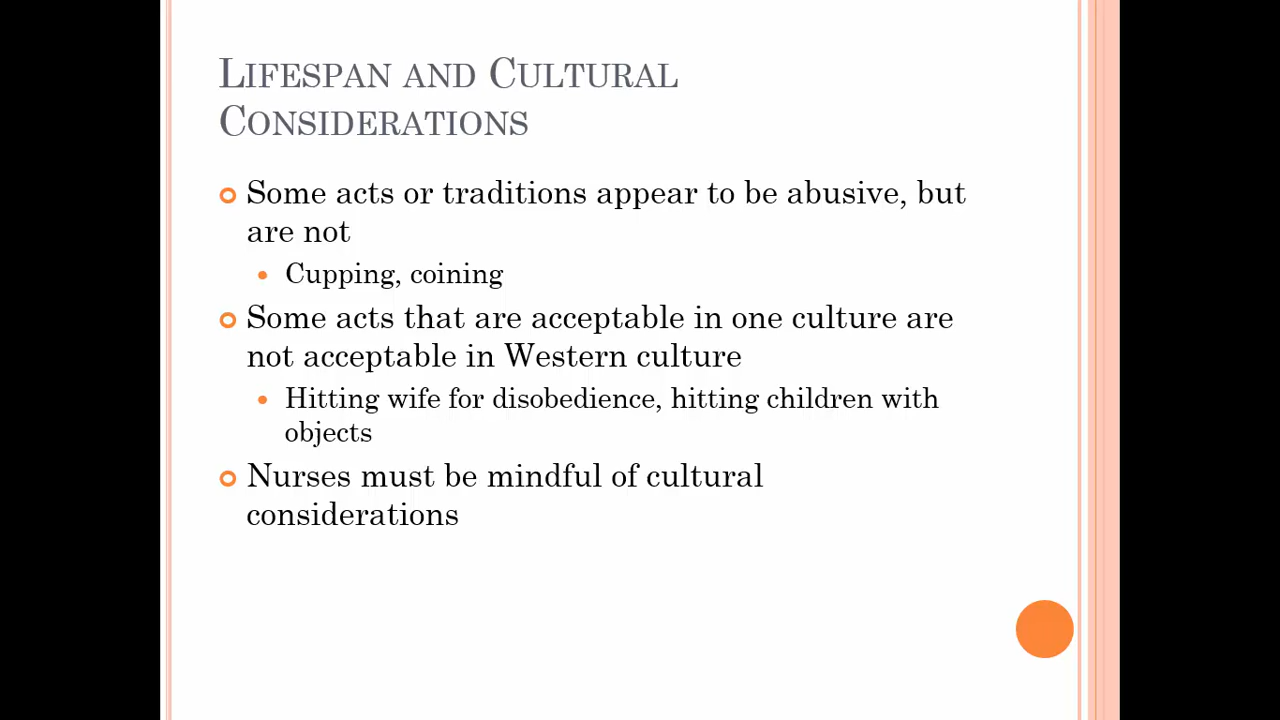 Lifespan and Cultural
Considerations
Some acts or traditions appear to be abusive, but
are not
Cupping, coining
Some acts that are acceptable in one culture are
not acceptable in Western culture
Hitting wife for disobedience, hitting children with
objects
Nurses must be mindful of cultural
considerations